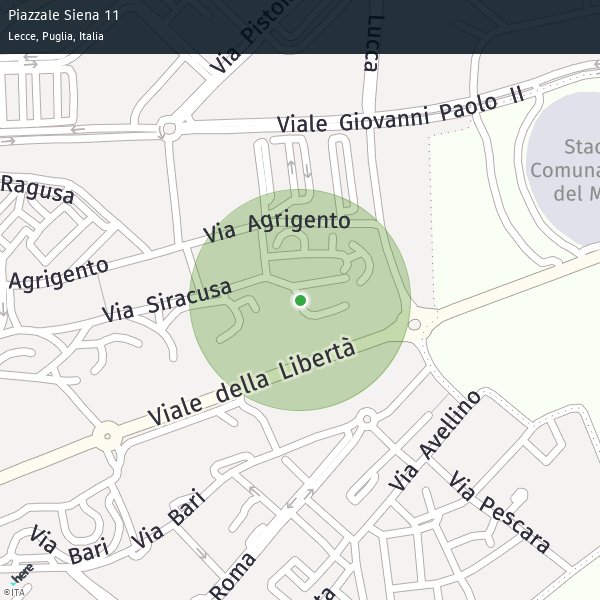 Piazzale Siena 11
Lecce, Puglia, Italia
Via Pistoia
Lucca
Viale Giovanni Paolo II
Stad
Comuna
del M
Ragusa
Via Agrigento
Agrigento
Via Siracusa
Viale della Libertà
Via Avellino
Via Pescara
Via Bari
Via Bari
Roma
ta
here
©ITA